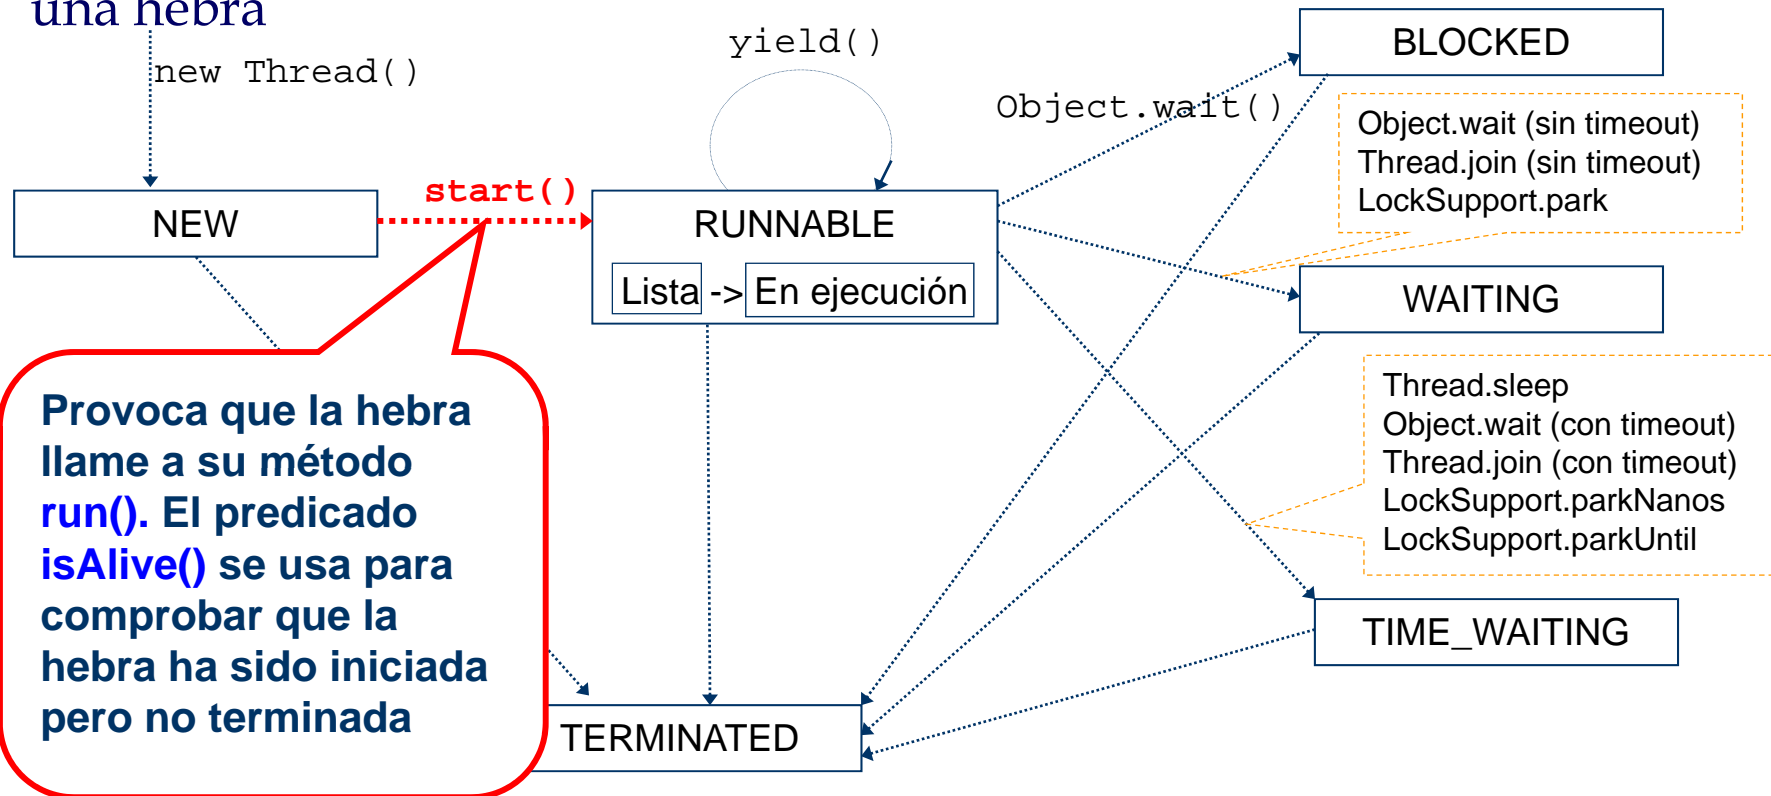 una hebra
new Thread()
yield()
BLOCKED
Object.wait()
Object.wait (sin timeout)
Thread.join (sin timeout)
LockSupport.park
start()
NEW
RUNNABLE
Lista -> En ejecución
WAITING
Thread.sleep
Object.wait (con timeout)
Thread.join (con timeout)
LockSupport.parkNanos
LockSupport.parkUntil
Provoca que la hebra
llame a su método
run(). El predicado
isAlive() se usa para
comprobar que la
hebra ha sido iniciada
pero no terminada
TIME_WAITING
TERMINATED